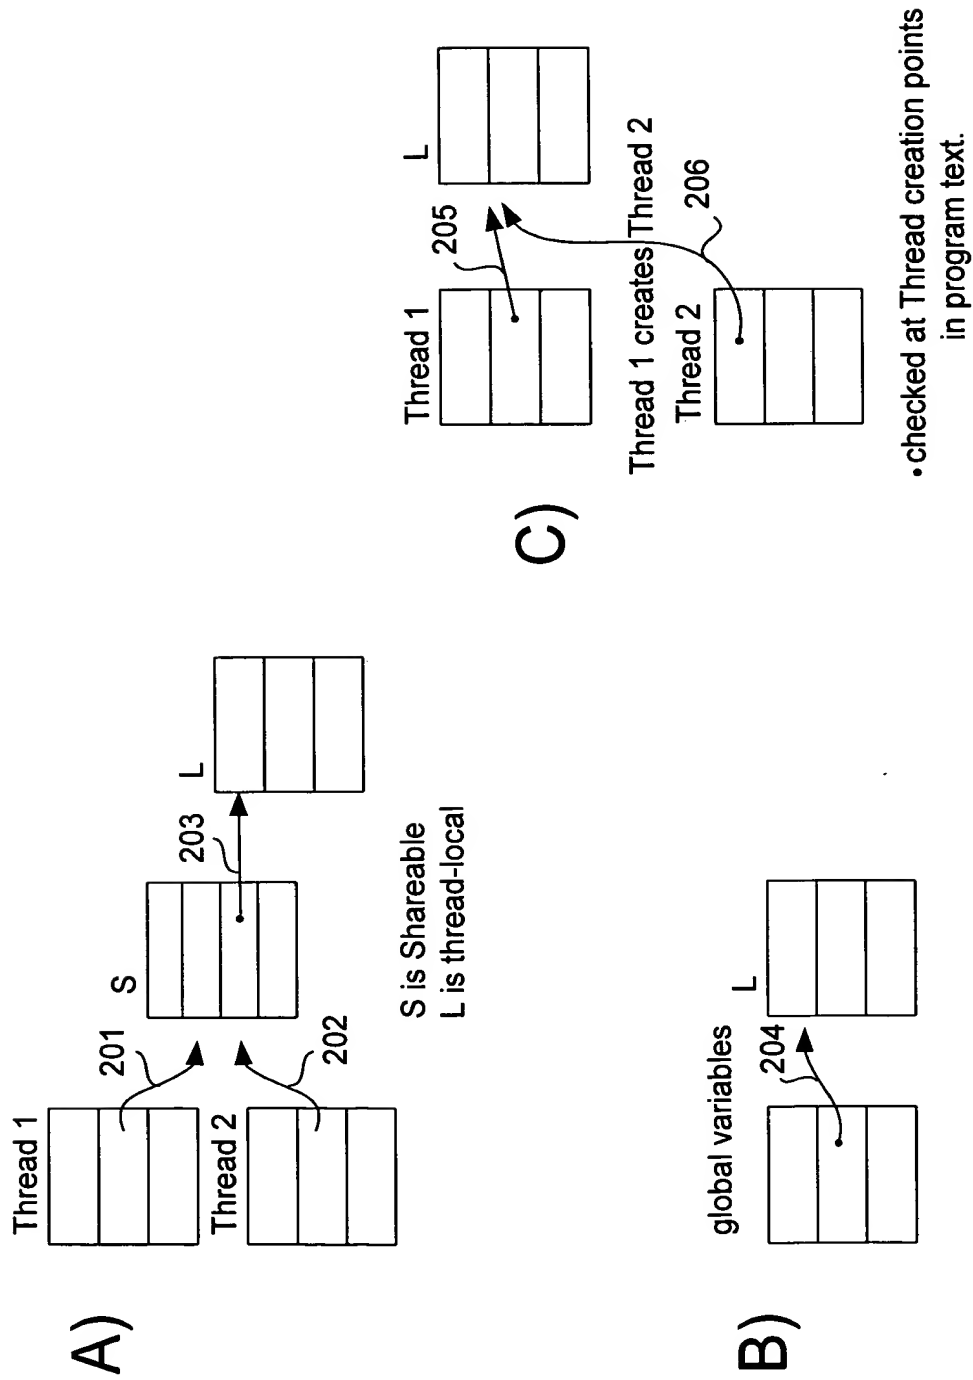 A)
Thread 1
201
Thread 2
202
S
203
L
S is Shareable
L is thread-local
B)
global variables
204
L
C)
Thread 1
205
L
Thread 1 creates Thread 2
Thread 2
206
•checked at Thread creation points
in program text.